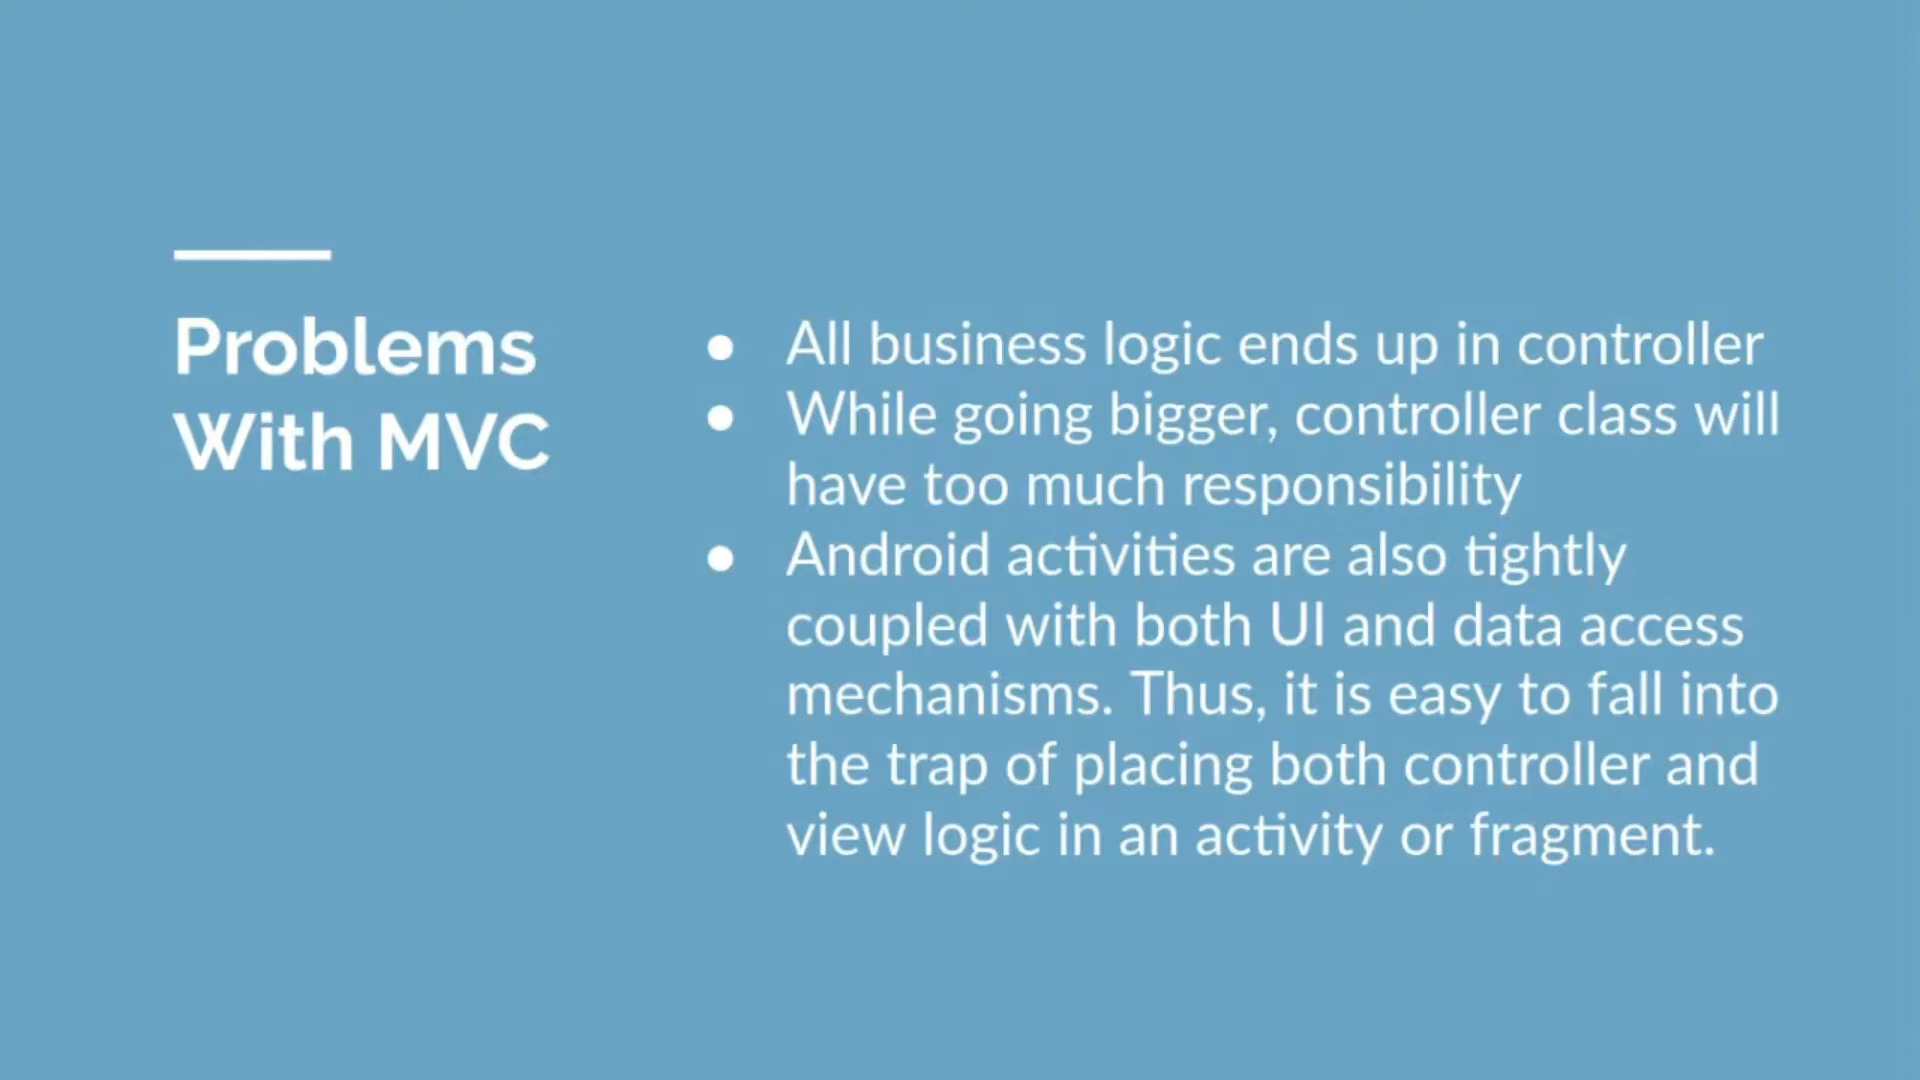 Problems
With MVC
● All business logic ends up in controller
● While going bigger, controller class will
have too much responsibility
● Android activities are also tightly
coupled with both UI and data access
mechanisms. Thus, it is easy to fall into
the trap of placing both controller and
view logic in an activity or fragment.